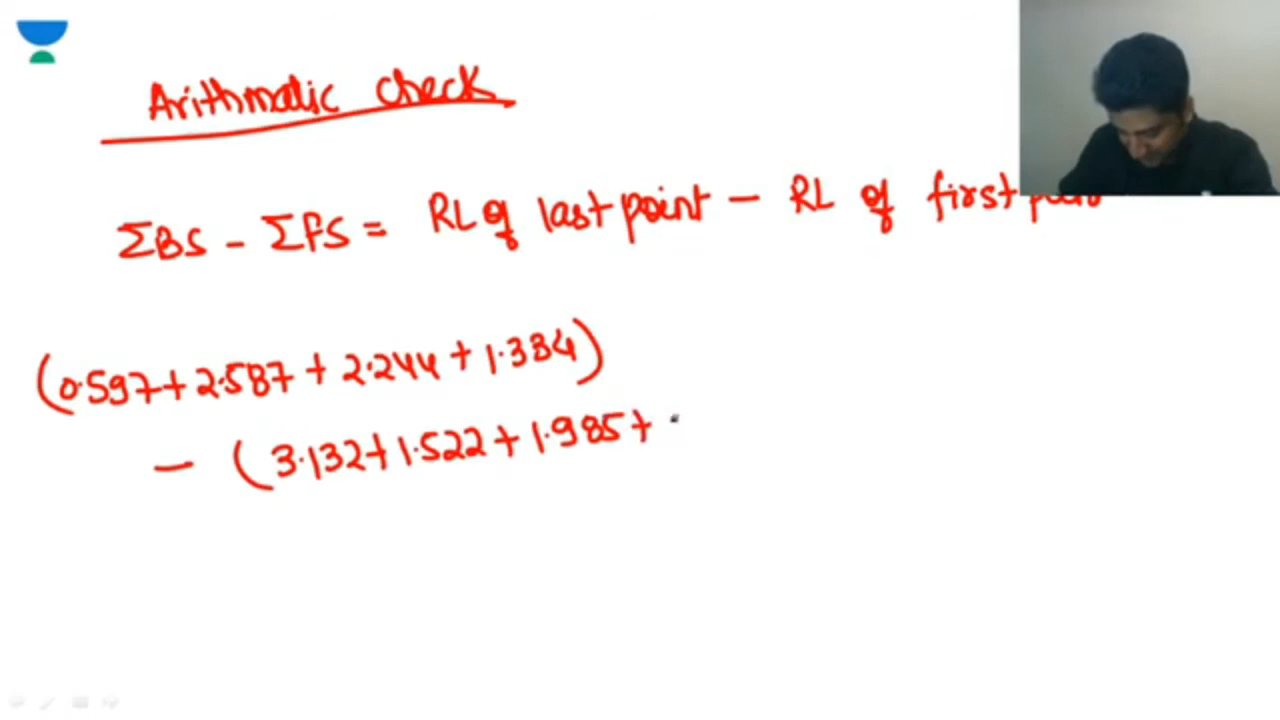 Arithmatic check
ΣBS - ΣFS = RL of last point - RL of first
(0.597+2.587+2.244+1.334)
- (3.132+1.522+1.985+